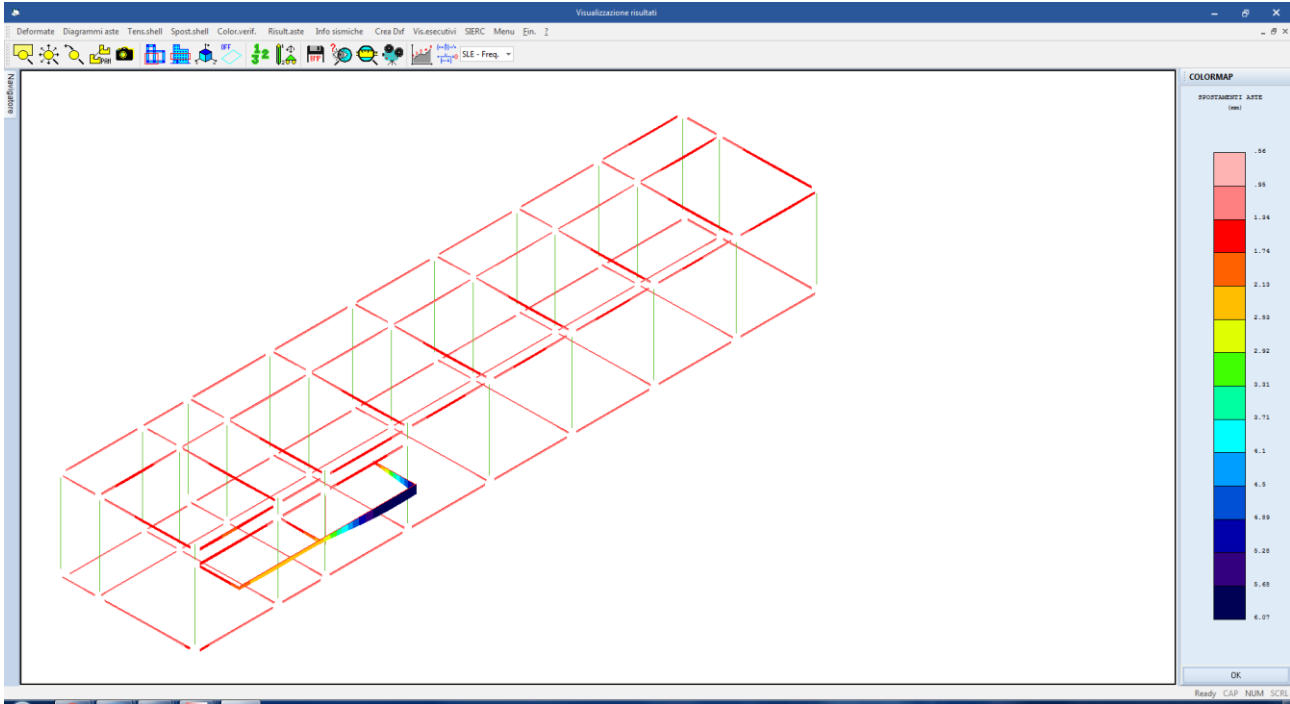 Visualizzazione risultati
Deformate Diagrammi aste Tens.shell Spost.shell Color.verif. Risult.aste Info sismiche Crea Dxf Vis.esecutivi SIERC Menu Fin. ?
OFF
PAN
SLE - Freq.
Navigatore
COLORMAP
SPOSTAMENTI ASTE
(mm)
.56
.95
1.34
1.74
2.13
2.53
2.92
3.31
3.71
4.1
4.5
4.89
5.28
5.68
6.07
OK
Ready CAP NUM SCRL